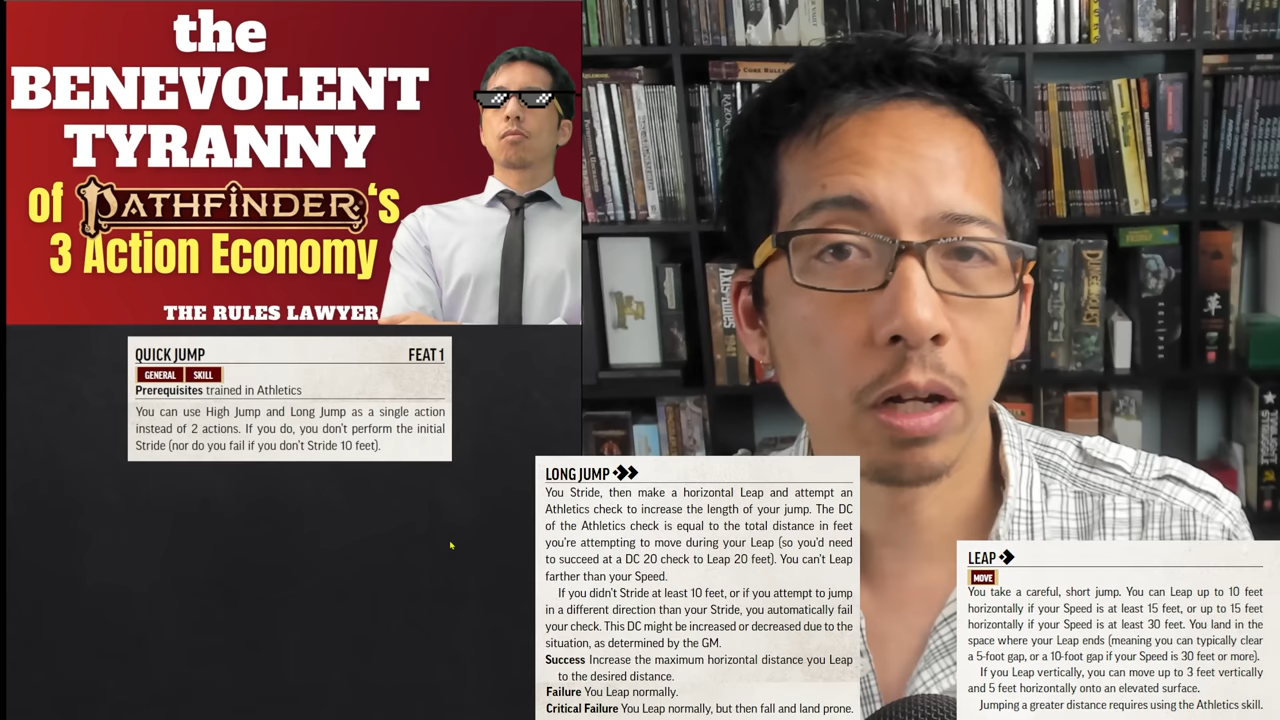 the
BENEVOLENT
TYRANNY
of PATHFINDER's
3 Action Economy
THE RULES LAWYER
QUICK JUMP FEAT 1
GENERAL SKILL
Prerequisites trained in Athletics
You can use High Jump and Long Jump as a single action
instead of 2 actions. If you do, you don't perform the initial
Stride (nor do you fail if you don't Stride 10 feet).
LONG JUMP
You Stride, then make a horizontal Leap and attempt an
Athletics check to increase the length of your jump. The DC
of the Athletics check is equal to the total distance in feet
you're attempting to move during your Leap (so you'd need
to succeed at a DC 20 check to Leap 20 feet). You can't Leap
farther than your Speed.
If you didn't Stride at least 10 feet, or if you attempt to jump
in a different direction than your Stride, you automatically fail
your check. This DC might be increased or decreased due to the
situation, as determined by the GM.
Success Increase the maximum horizontal distance you Leap
to the desired distance.
Failure You Leap normally.
Critical Failure You Leap normally, but then fall and land prone.
LEAP
MOVE
You take a careful, short jump. You can Leap up to 10 feet
horizontally if your Speed is at least 15 feet, or up to 15 feet
horizontally if your Speed is at least 30 feet. You land in the
space where your Leap ends (meaning you can typically clear
a 5-foot gap, or a 10-foot gap if your Speed is 30 feet or more).
If you Leap vertically, you can move up to 3 feet vertically
and 5 feet horizontally onto an elevated surface.
Jumping a greater distance requires using the Athletics skill.
CORE RULE
AXIS
DUNGEONQUEST
ECLIPSE
革